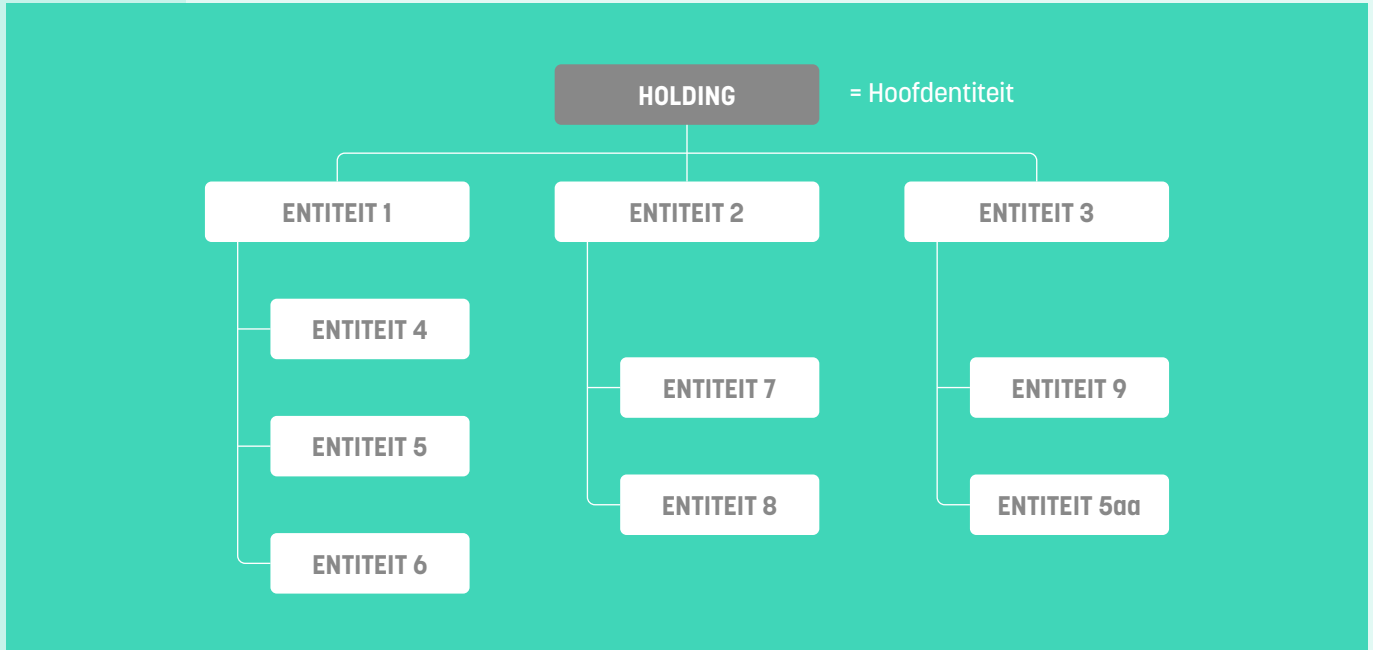 HOLDING
= Hoofdentiteit
ENTITEIT 1
ENTITEIT 2
ENTITEIT 3
ENTITEIT 4
ENTITEIT 5
ENTITEIT 6
ENTITEIT 7
ENTITEIT 8
ENTITEIT 9
ENTITEIT 5aa